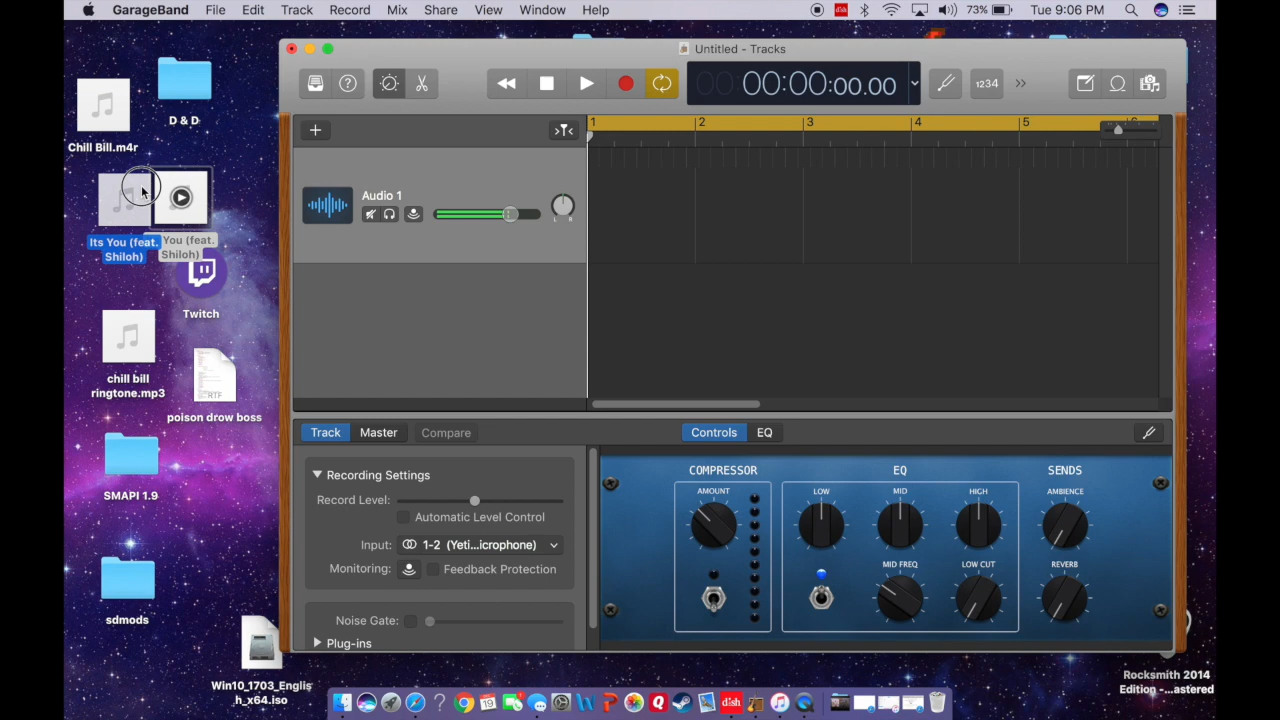 GarageBand File Edit Track Record Mix Share View Window Help dish 73% Tue 9:06 PM
Untitled - Tracks
00:00:00.00 1234
D & D
Chill Bill.m4r
1 2 3 4 5 6
Audio 1
L R
Its You (feat. Shiloh)
You (feat. Shiloh)
Twitch
chill bill
ringtone.mp3
RTF
poison drow boss
SMAPI 1.9
sdmods
Win10_1703_Englis
h_x64.iso
Track Master Compare Controls EQ
Recording Settings
Record Level:
Automatic Level Control
Input: 1-2 (Yeti...icrophone)
Monitoring: Feedback Protection
Noise Gate:
Plug-ins
COMPRESSOR EQ SENDS
AMOUNT LOW MID HIGH AMBIENCE
MID FREQ LOW CUT REVERB
Rocksmith 2014
Edition -...astered
19 dish